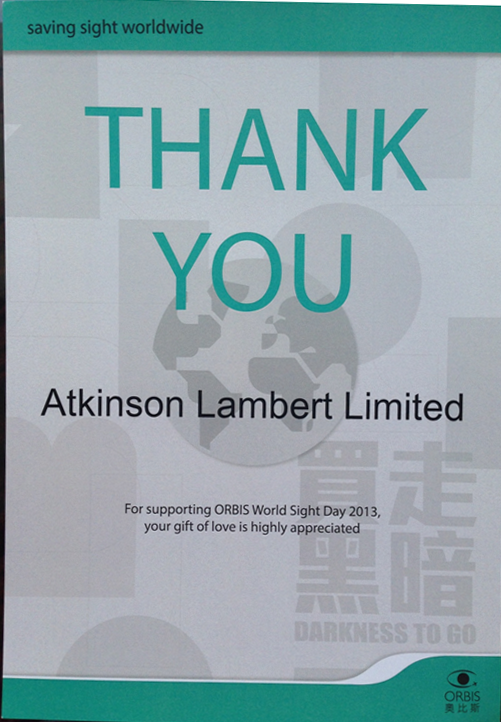 saving sight worldwide
THANK
YOU
Atkinson Lambert Limited
For supporting ORBIS World Sight Day 2013,
your gift of love is highly appreciated
買走
黑暗
DARKNESS TO GO
ORBIS
奧比斯